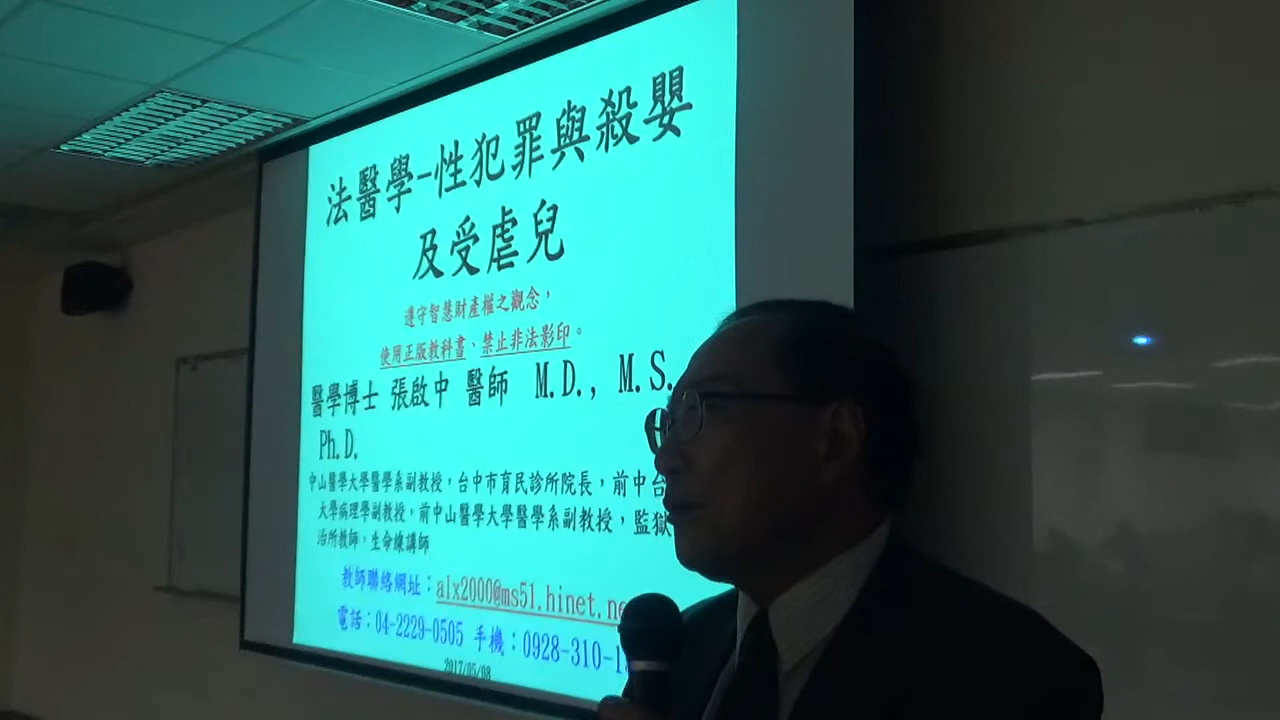 法醫學-性犯罪與殺嬰
及受虐兒
遵守智慧財產權之觀念，
使用正版教科書、禁止非法影印。
醫學博士 張啟中 醫師 M.D., M.S.
Ph.D.
中山醫學大學醫學系副教授，台中市育民診所院長，前中台
大學病理學副教授，前中山醫學大學醫學系副教授，監獄
治所教師，生命線講師
教師聯絡網址：alx2000@ms51.hinet.ne
電話：04-2229-0505 手機：0928-310-1
2017/05/08